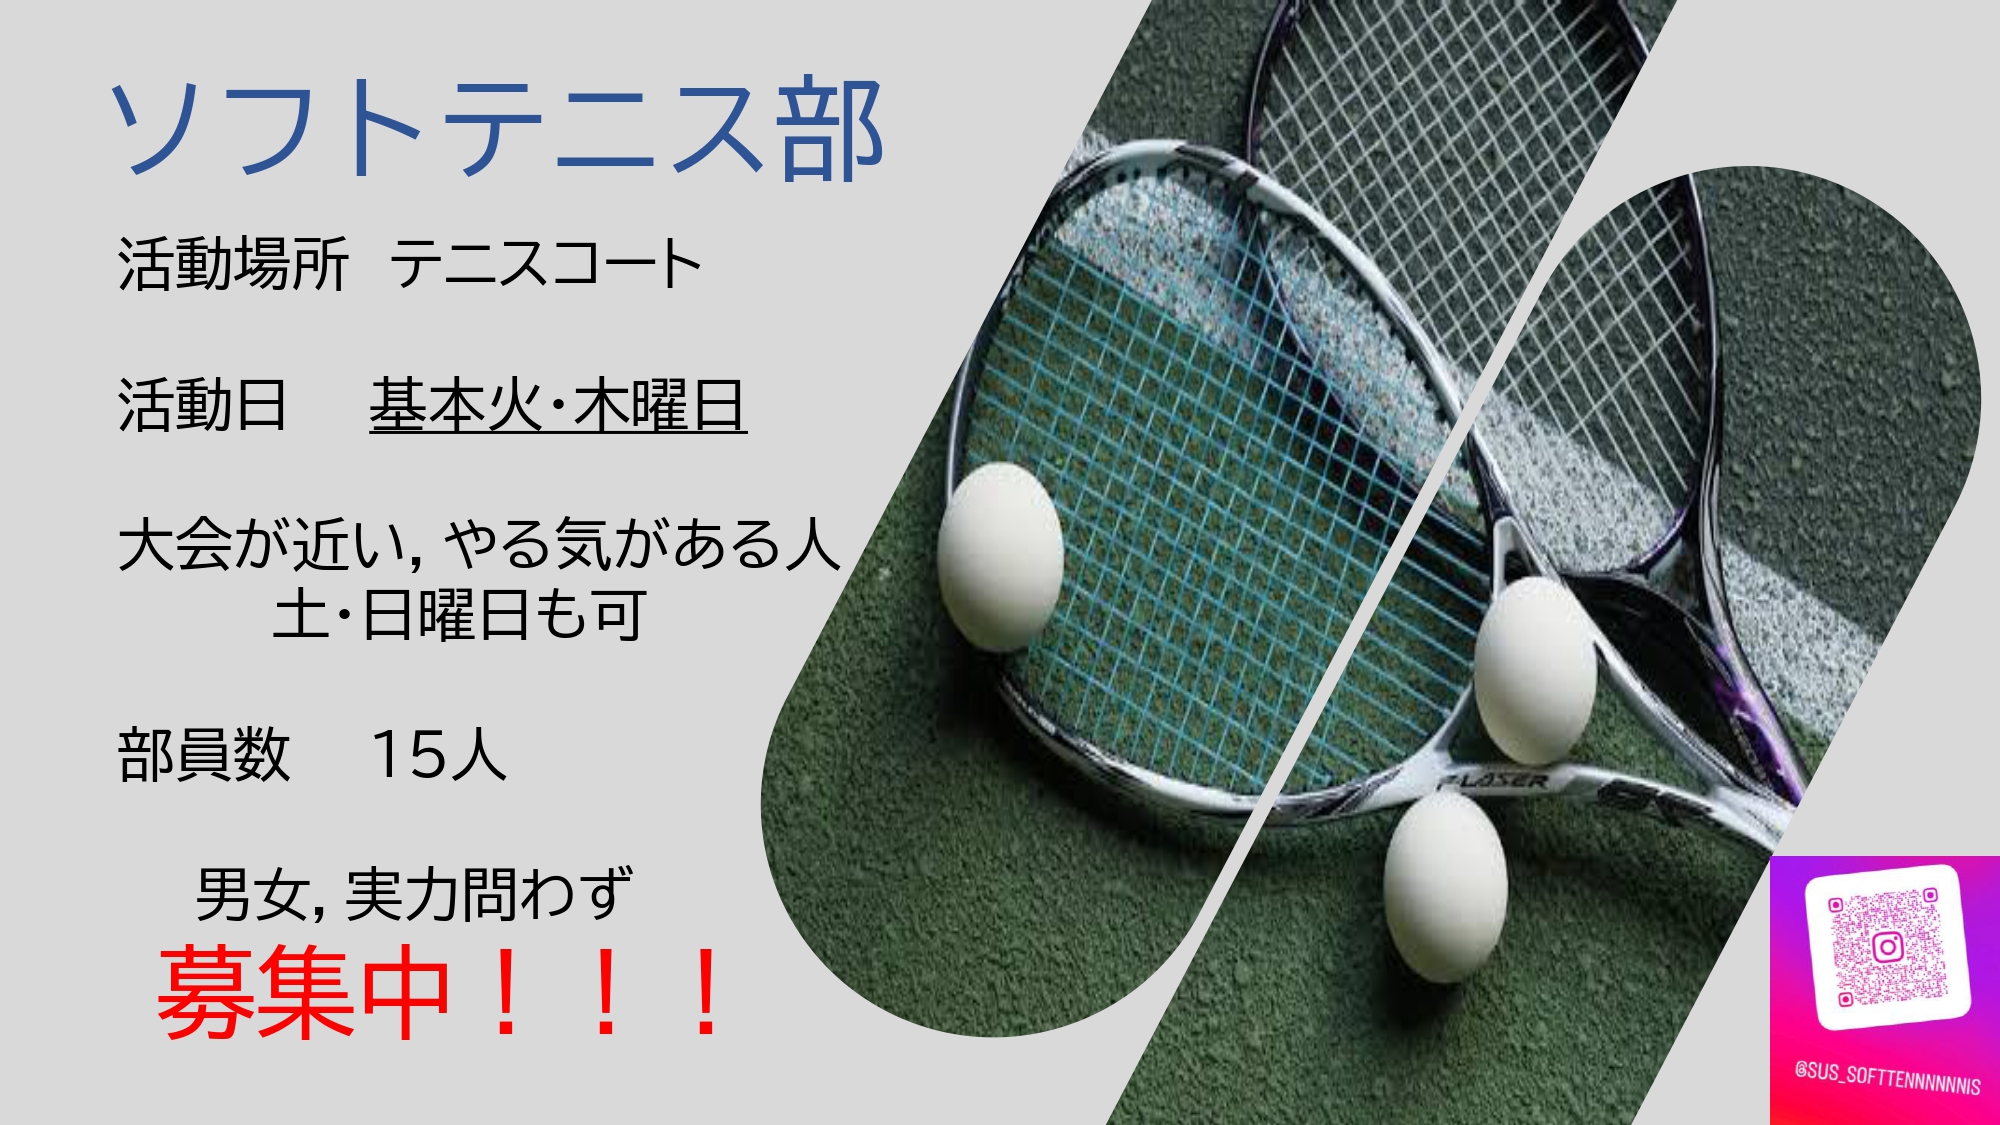 ソフトテニス部
活動場所　テニスコート
活動日　基本火・木曜日
大会が近い，やる気がある人
土・日曜日も可
部員数　15人
男女，実力問わず
募集中！！！
@SUS_SOFTTENNNNNNIS